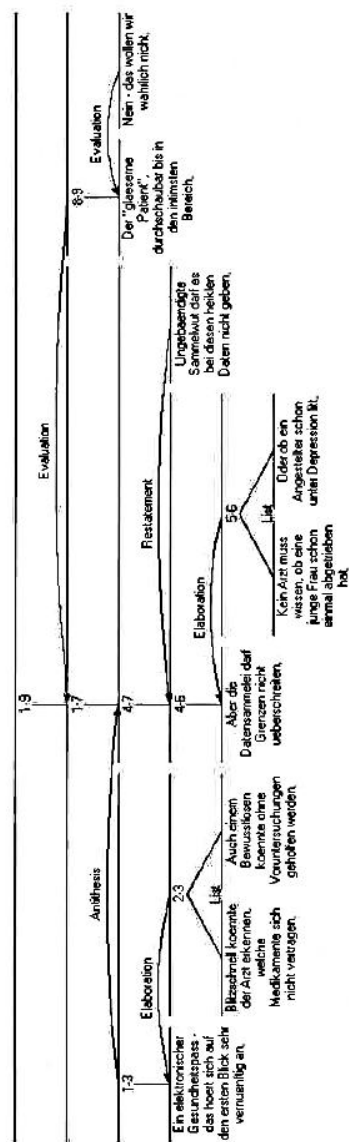 1-9
Evaluation
1-7
8-9
Antithesis
Evaluation
1-3
4-7
Der "glaeserne
Patient",
durchschaubar bis in
den intimsten
Bereich.
Nein - das wollen wir
wahrlich nicht.
Elaboration
Restatement
Ein elektronischer
Gesundheitspass -
das hoert sich auf
den ersten Blick sehr
vernuenftig an.
2-3
4-6
Ungebaendigte
Sammelwut darf es
bei diesen heiklen
Daten nicht geben,
List
Elaboration
Blitzschnell koennte
der Arzt erkennen,
welche
Medikamente sich
nicht vertragen.
Auch einem
Bewusstlosen
koennte ohne
Voruntersuchungen
geholfen werden.
Aber die
Datensammelei darf
Grenzen nicht
ueberschreiten,
5-6
List
Kein Arzt muss
wissen, ob eine
junge Frau schon
einmal abgetrieben
hat,
Oder ob ein
Angestellter schon
unter Depression litt.